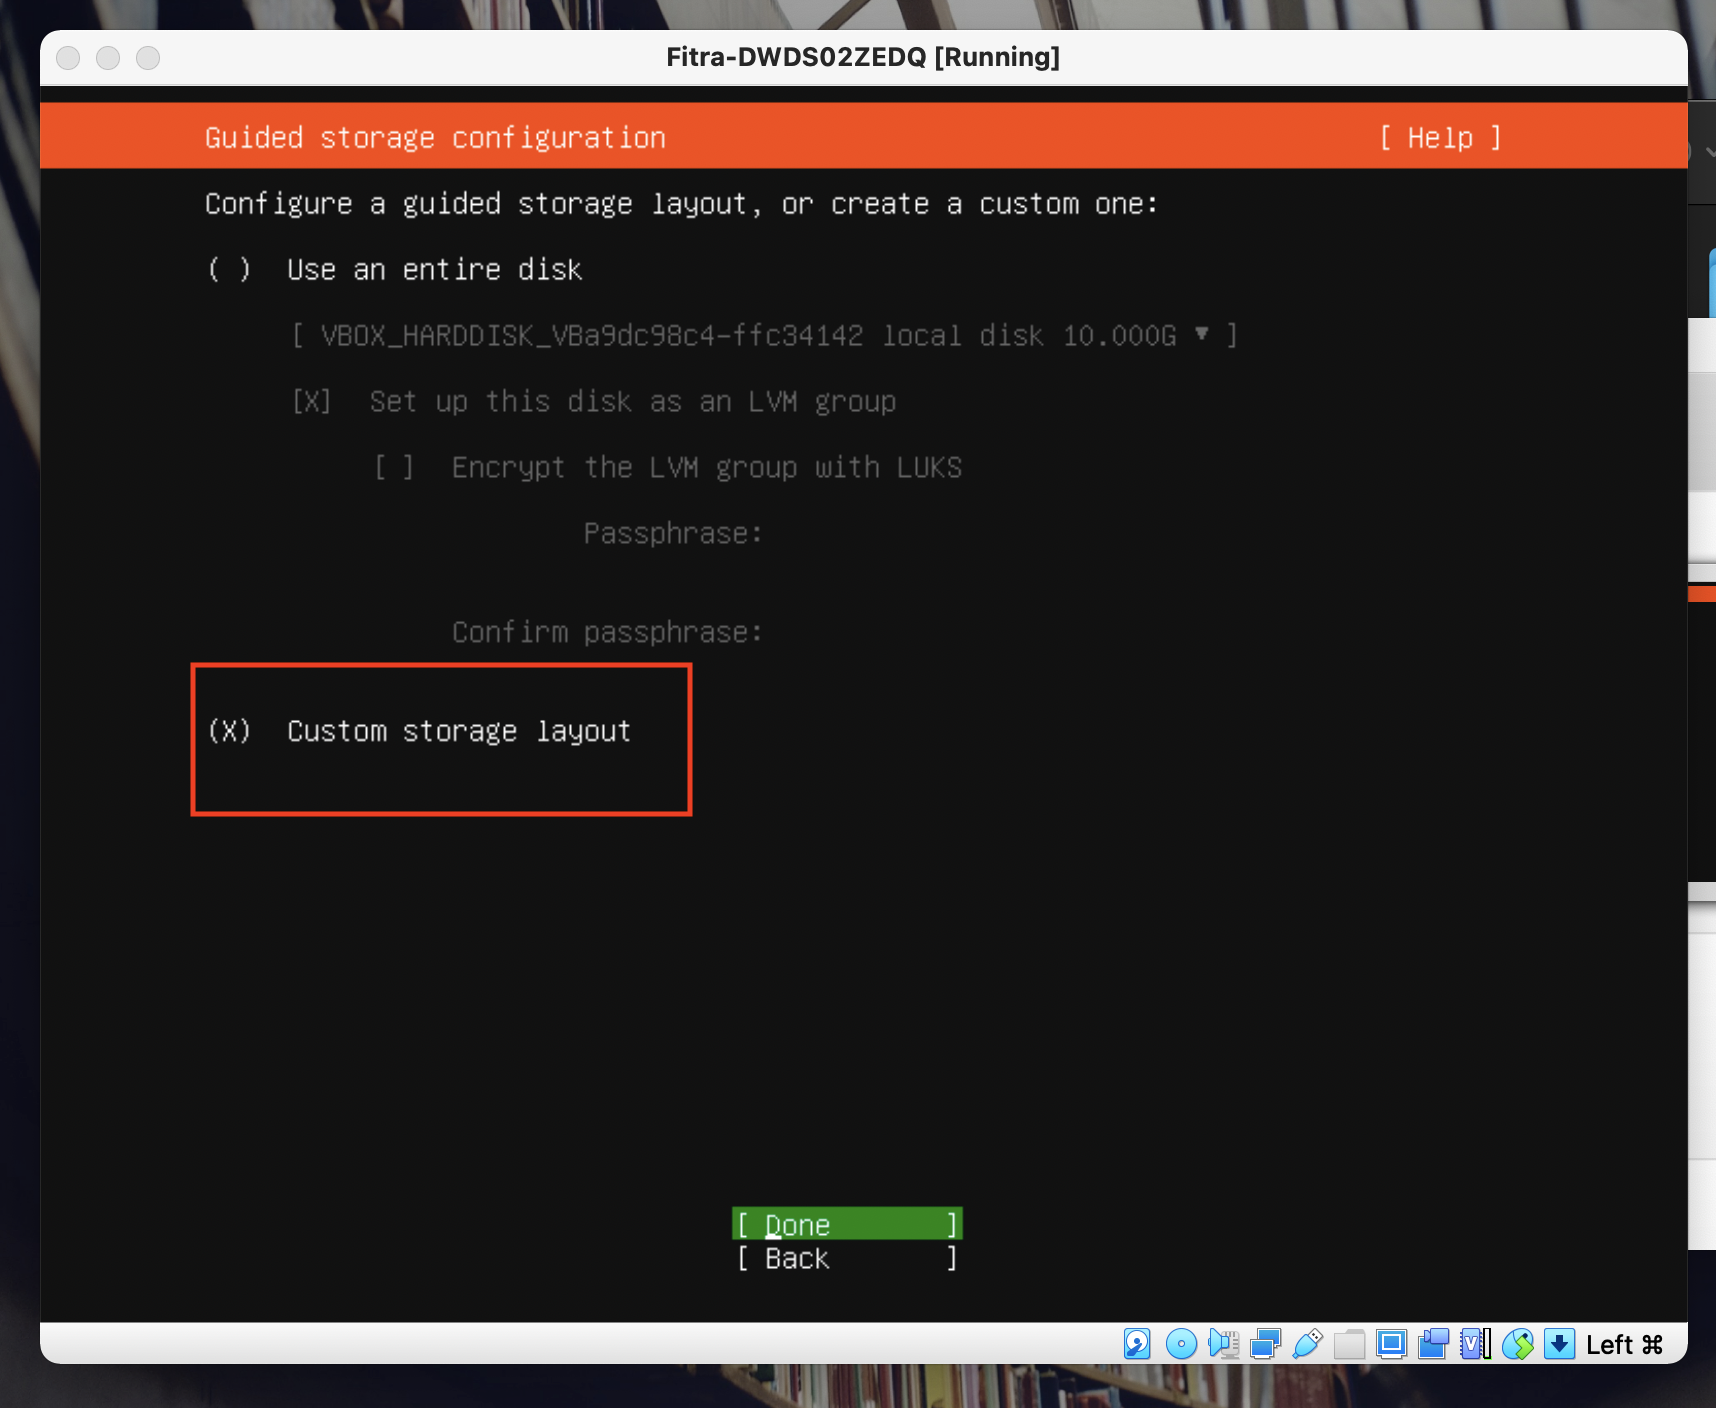 Fitra-DWDS02ZEDQ [Running]
Guided storage configuration [ Help ]
Configure a guided storage layout, or create a custom one:
( ) Use an entire disk
[ VBOX_HARDDISK_VBa9dc98c4-ffc34142 local disk 10.000G ▾ ]
[X] Set up this disk as an LVM group
[ ] Encrypt the LVM group with LUKS
Passphrase:
Confirm passphrase:
(X) Custom storage layout
[ Done ]
[ Back ]
Left ⌘